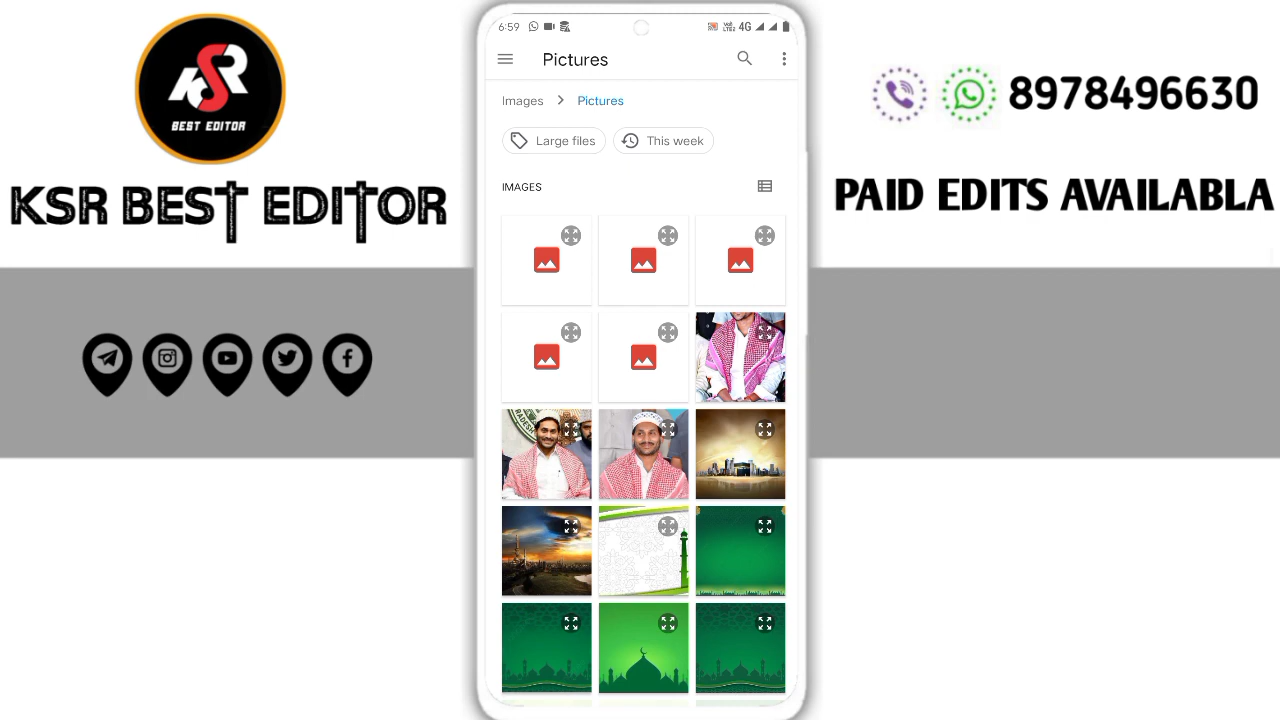 KSR
BEST EDITOR
KSR BEST EDITOR
6:59
4G
Pictures
Images > Pictures
Large files
This week
IMAGES
8978496630
PAID EDITS AVAILABLA